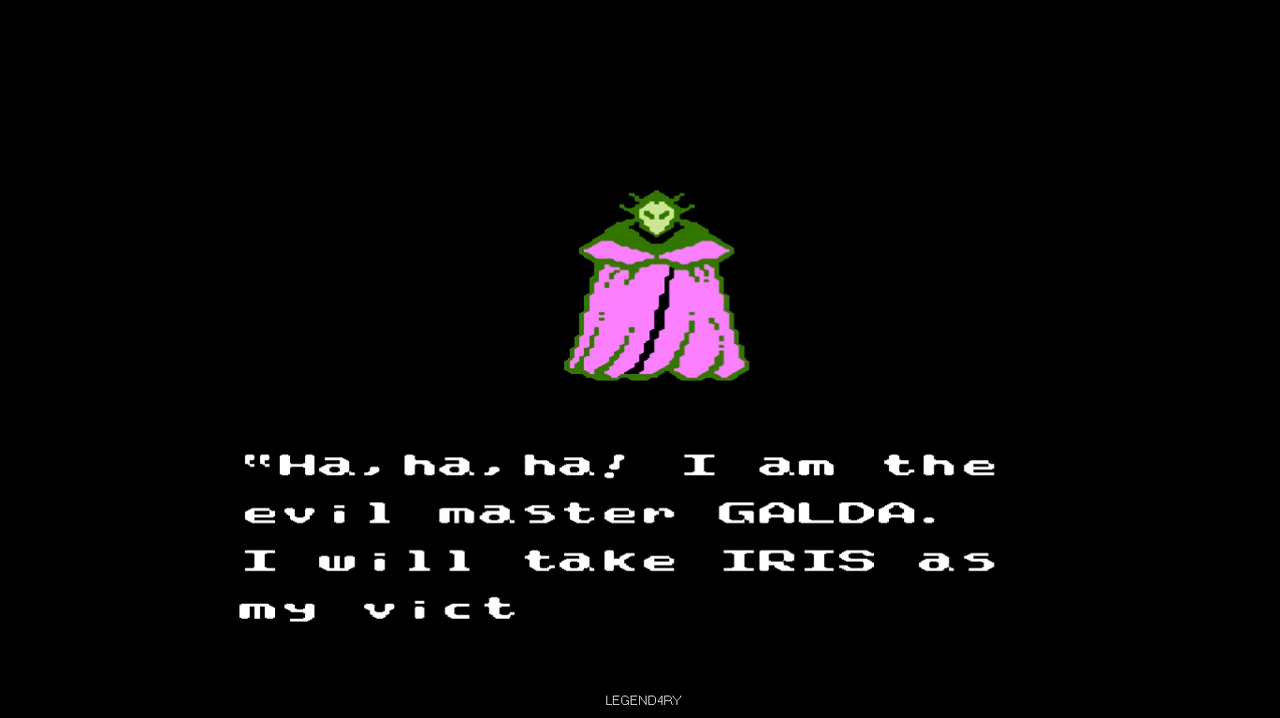 “Ha, ha, ha! I am the
evil master GALDA.
I will take IRIS as
my vict
LEGEND4RY